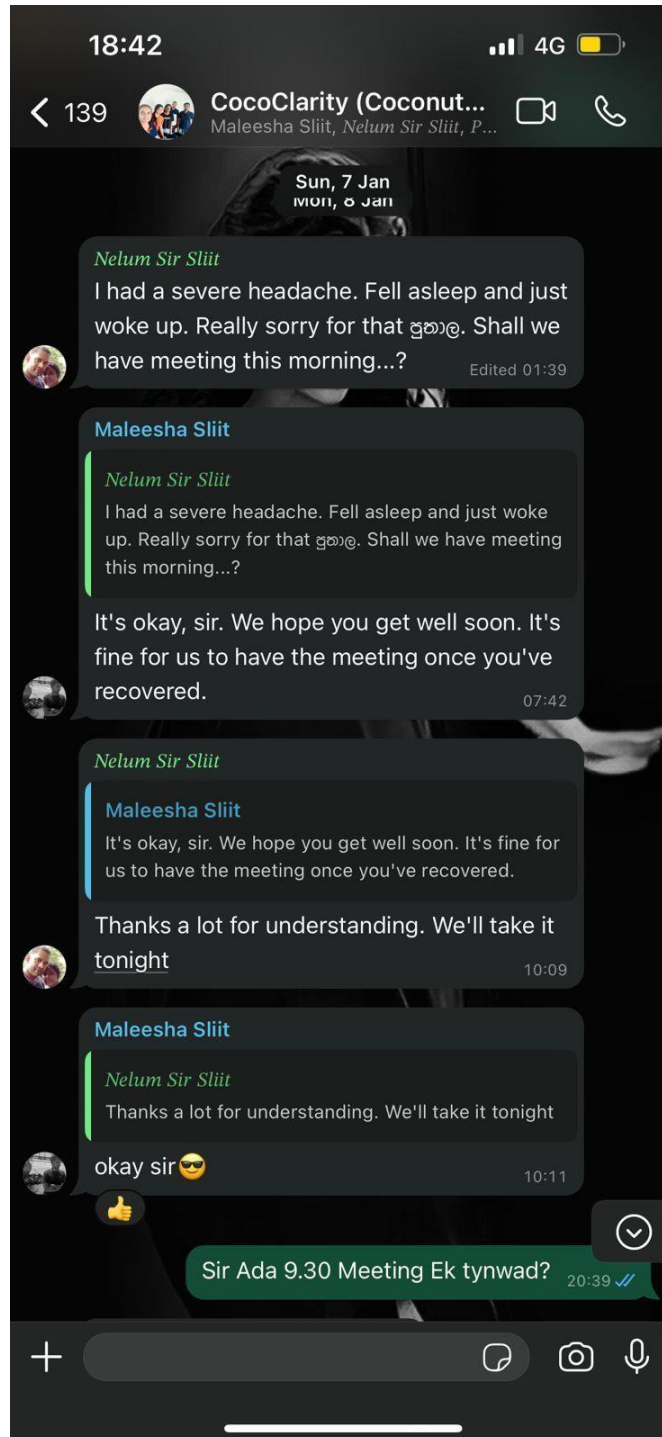 18:42
4G
139
CocoClarity (Coconut...
Maleesha Sliit, Nelum Sir Sliit, P...
Sun, 7 Jan
Mon, 8 Jan
Nelum Sir Sliit
I had a severe headache. Fell asleep and just
woke up. Really sorry for that පුතාල. Shall we
have meeting this morning...?
Edited 01:39
Maleesha Sliit
Nelum Sir Sliit
I had a severe headache. Fell asleep and just woke
up. Really sorry for that පුතාල. Shall we have meeting
this morning...?
It's okay, sir. We hope you get well soon. It's
fine for us to have the meeting once you've
recovered.
07:42
Nelum Sir Sliit
Maleesha Sliit
It's okay, sir. We hope you get well soon. It's fine for
us to have the meeting once you've recovered.
Thanks a lot for understanding. We'll take it
tonight
10:09
Maleesha Sliit
Nelum Sir Sliit
Thanks a lot for understanding. We'll take it tonight
okay sir😎
10:11
👍
Sir Ada 9.30 Meeting Ek tynwad?
20:39